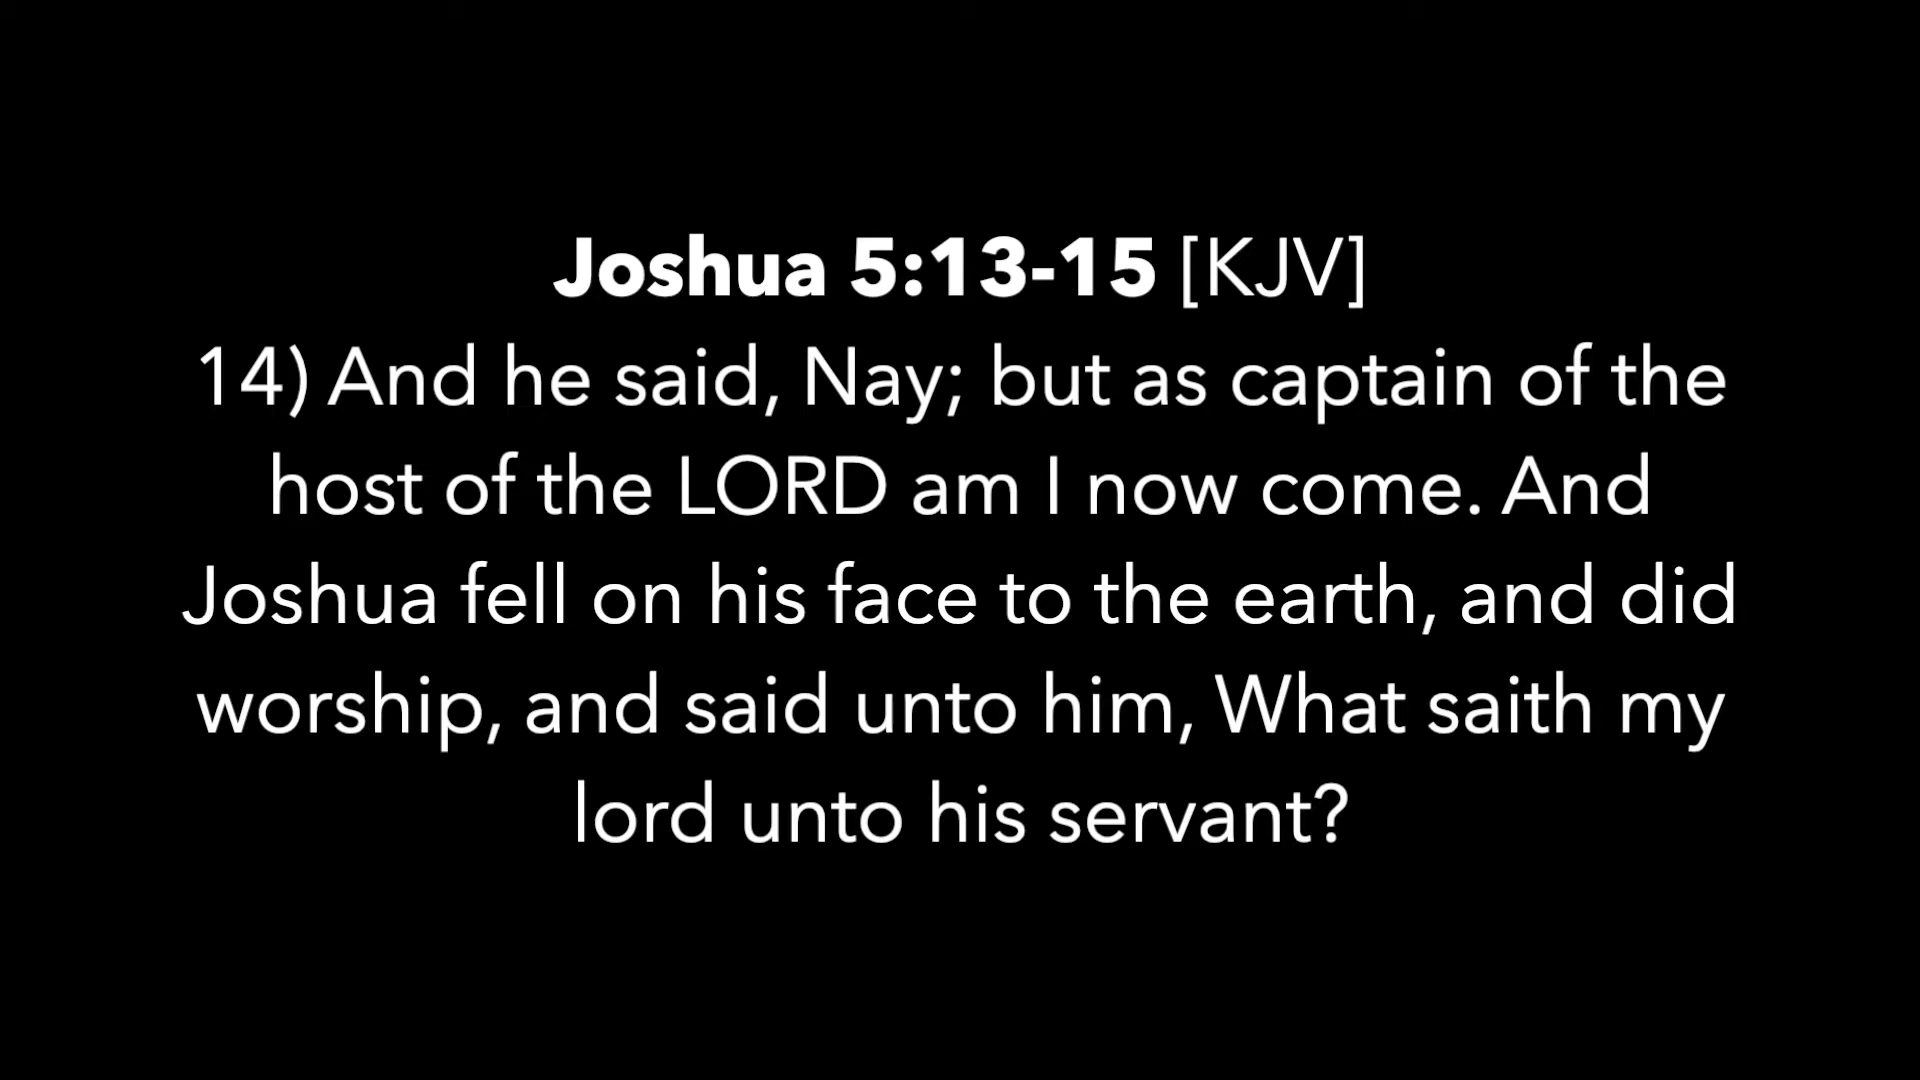 Joshua 5:13-15 [KJV]
14) And he said, Nay; but as captain of the
host of the LORD am I now come. And
Joshua fell on his face to the earth, and did
worship, and said unto him, What saith my
lord unto his servant?